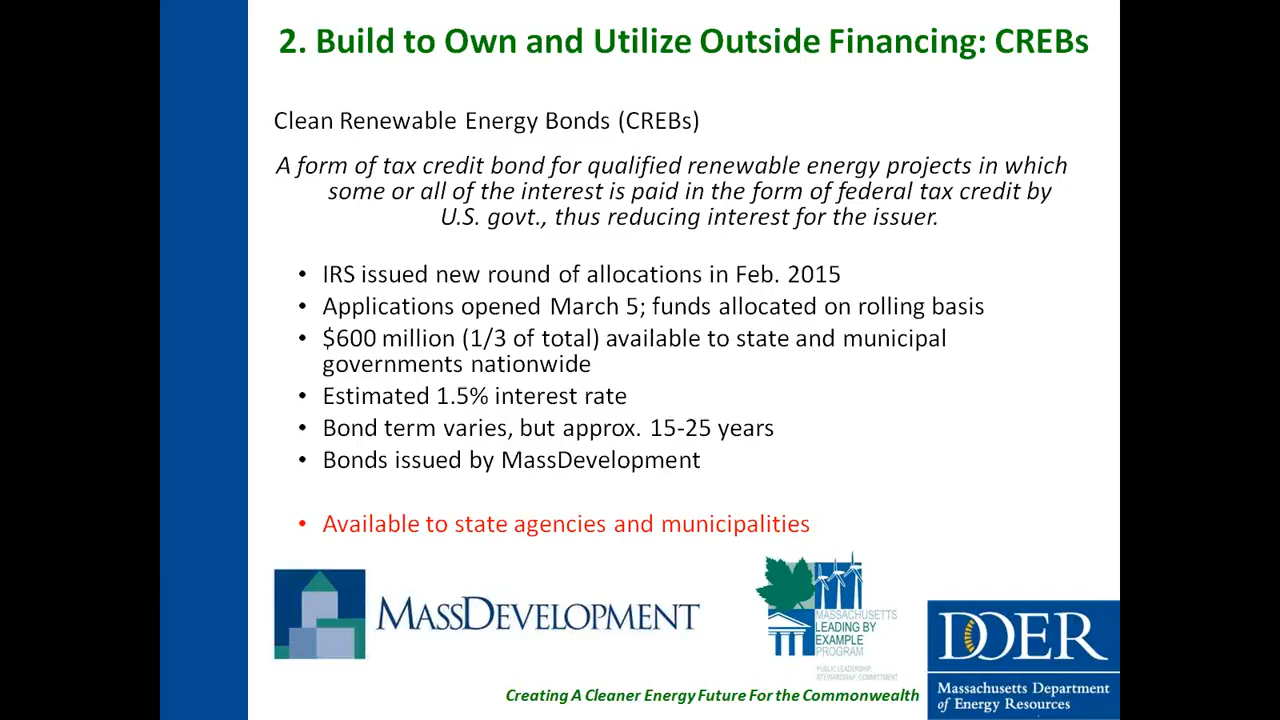 2. Build to Own and Utilize Outside Financing: CREBs
Clean Renewable Energy Bonds (CREBs)
A form of tax credit bond for qualified renewable energy projects in which
some or all of the interest is paid in the form of federal tax credit by
U.S. govt., thus reducing interest for the issuer.
• IRS issued new round of allocations in Feb. 2015
• Applications opened March 5; funds allocated on rolling basis
• $600 million (1/3 of total) available to state and municipal
governments nationwide
• Estimated 1.5% interest rate
• Bond term varies, but approx. 15-25 years
• Bonds issued by MassDevelopment
• Available to state agencies and municipalities
MASSDEVELOPMENT
MASSACHUSETTS
LEADING BY
EXAMPLE
PROGRAM
PUBLIC LEADERSHIP,
STEWARDSHIP, COMMITMENT
DOER
Massachusetts Department
of Energy Resources
Creating A Cleaner Energy Future For the Commonwealth